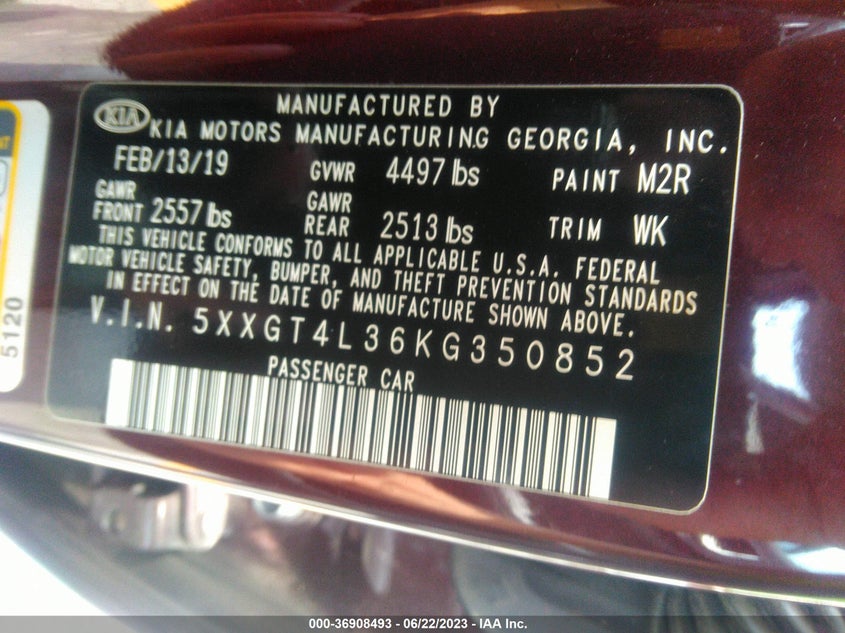 KIA
MANUFACTURED BY
KIA MOTORS MANUFACTURING GEORGIA, INC.
FEB/13/19 GVWR 4497 lbs PAINT M2R
GAWR FRONT 2557 lbs GAWR REAR 2513 lbs TRIM WK
THIS VEHICLE CONFORMS TO ALL APPLICABLE U.S.A. FEDERAL
MOTOR VEHICLE SAFETY, BUMPER, AND THEFT PREVENTION STANDARDS
IN EFFECT ON THE DATE OF MANUFACTURE SHOWN ABOVE.
V.I.N. 5XXGT4L36KG350852
PASSENGER CAR
5120
000-36908493 - 06/22/2023 - IAA Inc.